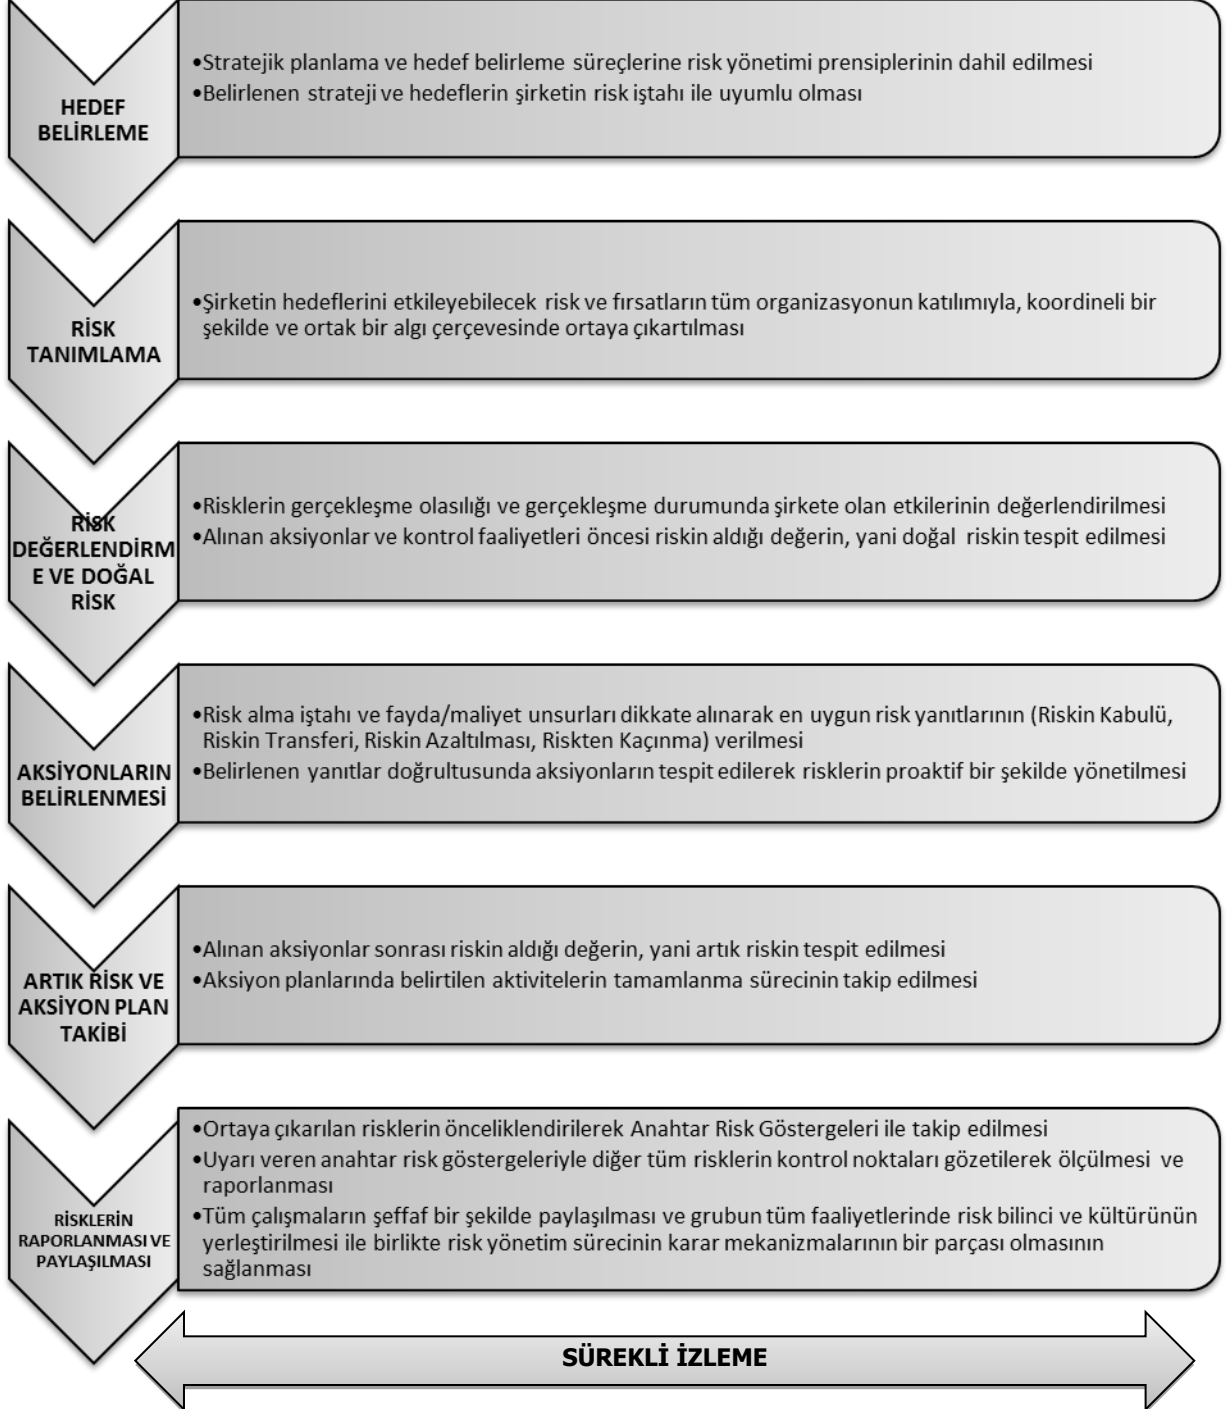 HEDEF
BELİRLEME
•Stratejik planlama ve hedef belirleme süreçlerine risk yönetimi prensiplerinin dahil edilmesi
•Belirlenen strateji ve hedeflerin şirketin risk iştahı ile uyumlu olması
RİSK
TANIMLAMA
•Şirketin hedeflerini etkileyebilecek risk ve fırsatların tüm organizasyonun katılımıyla, koordineli bir
şekilde ve ortak bir algı çerçevesinde ortaya çıkartılması
RİSK
DEĞERLENDİRM
E VE DOĞAL
RİSK
•Risklerin gerçekleşme olasılığı ve gerçekleşme durumunda şirkete olan etkilerinin değerlendirilmesi
•Alınan aksiyonlar ve kontrol faaliyetleri öncesi riskin aldığı değerin, yani doğal riskin tespit edilmesi
AKSİYONLARIN
BELİRLENMESİ
•Risk alma iştahı ve fayda/maliyet unsurları dikkate alınarak en uygun risk yanıtlarının (Riskin Kabulü,
Riskin Transferi, Riskin Azaltılması, Riskten Kaçınma) verilmesi
•Belirlenen yanıtlar doğrultusunda aksiyonların tespit edilerek risklerin proaktif bir şekilde yönetilmesi
ARTIK RİSK VE
AKSİYON PLAN
TAKİBİ
•Alınan aksiyonlar sonrası riskin aldığı değerin, yani artık riskin tespit edilmesi
•Aksiyon planlarında belirtilen aktivitelerin tamamlanma sürecinin takip edilmesi
RİSKLERİN
RAPORLANMASI VE
PAYLAŞILMASI
•Ortaya çıkarılan risklerin önceliklendirilerek Anahtar Risk Göstergeleri ile takip edilmesi
•Uyarı veren anahtar risk göstergeleriyle diğer tüm risklerin kontrol noktaları gözetilerek ölçülmesi ve
raporlanması
•Tüm çalışmaların şeffaf bir şekilde paylaşılması ve grubun tüm faaliyetlerinde risk bilinci ve kültürünün
yerleştirilmesi ile birlikte risk yönetim sürecinin karar mekanizmalarının bir parçası olmasının
sağlanması
SÜREKLİ İZLEME